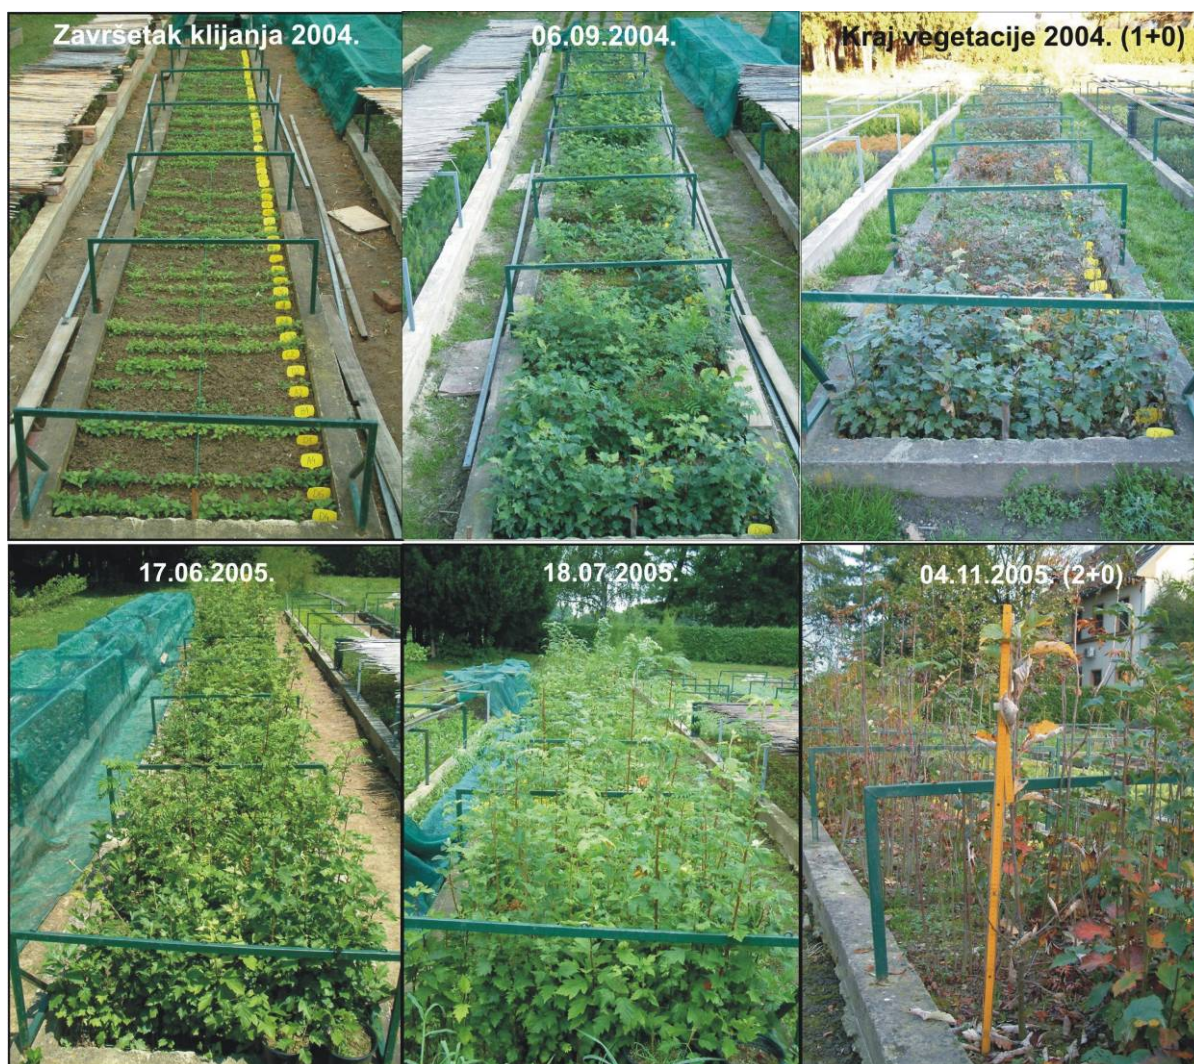 Završetak klijanja 2004.
06.09.2004.
Kraj vegetacije 2004. (1+0)
17.06.2005.
18.07.2005.
04.11.2005. (2+0)